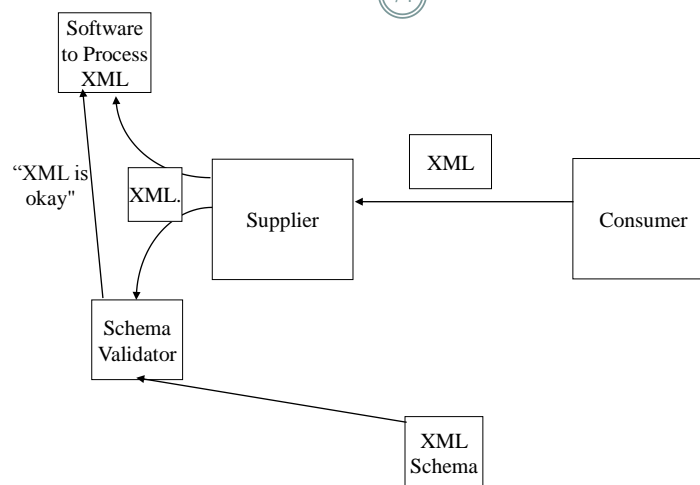 Software
to Process
XML
“XML is
okay"
XML.
XML
Supplier
Consumer
Schema
Validator
XML
Schema